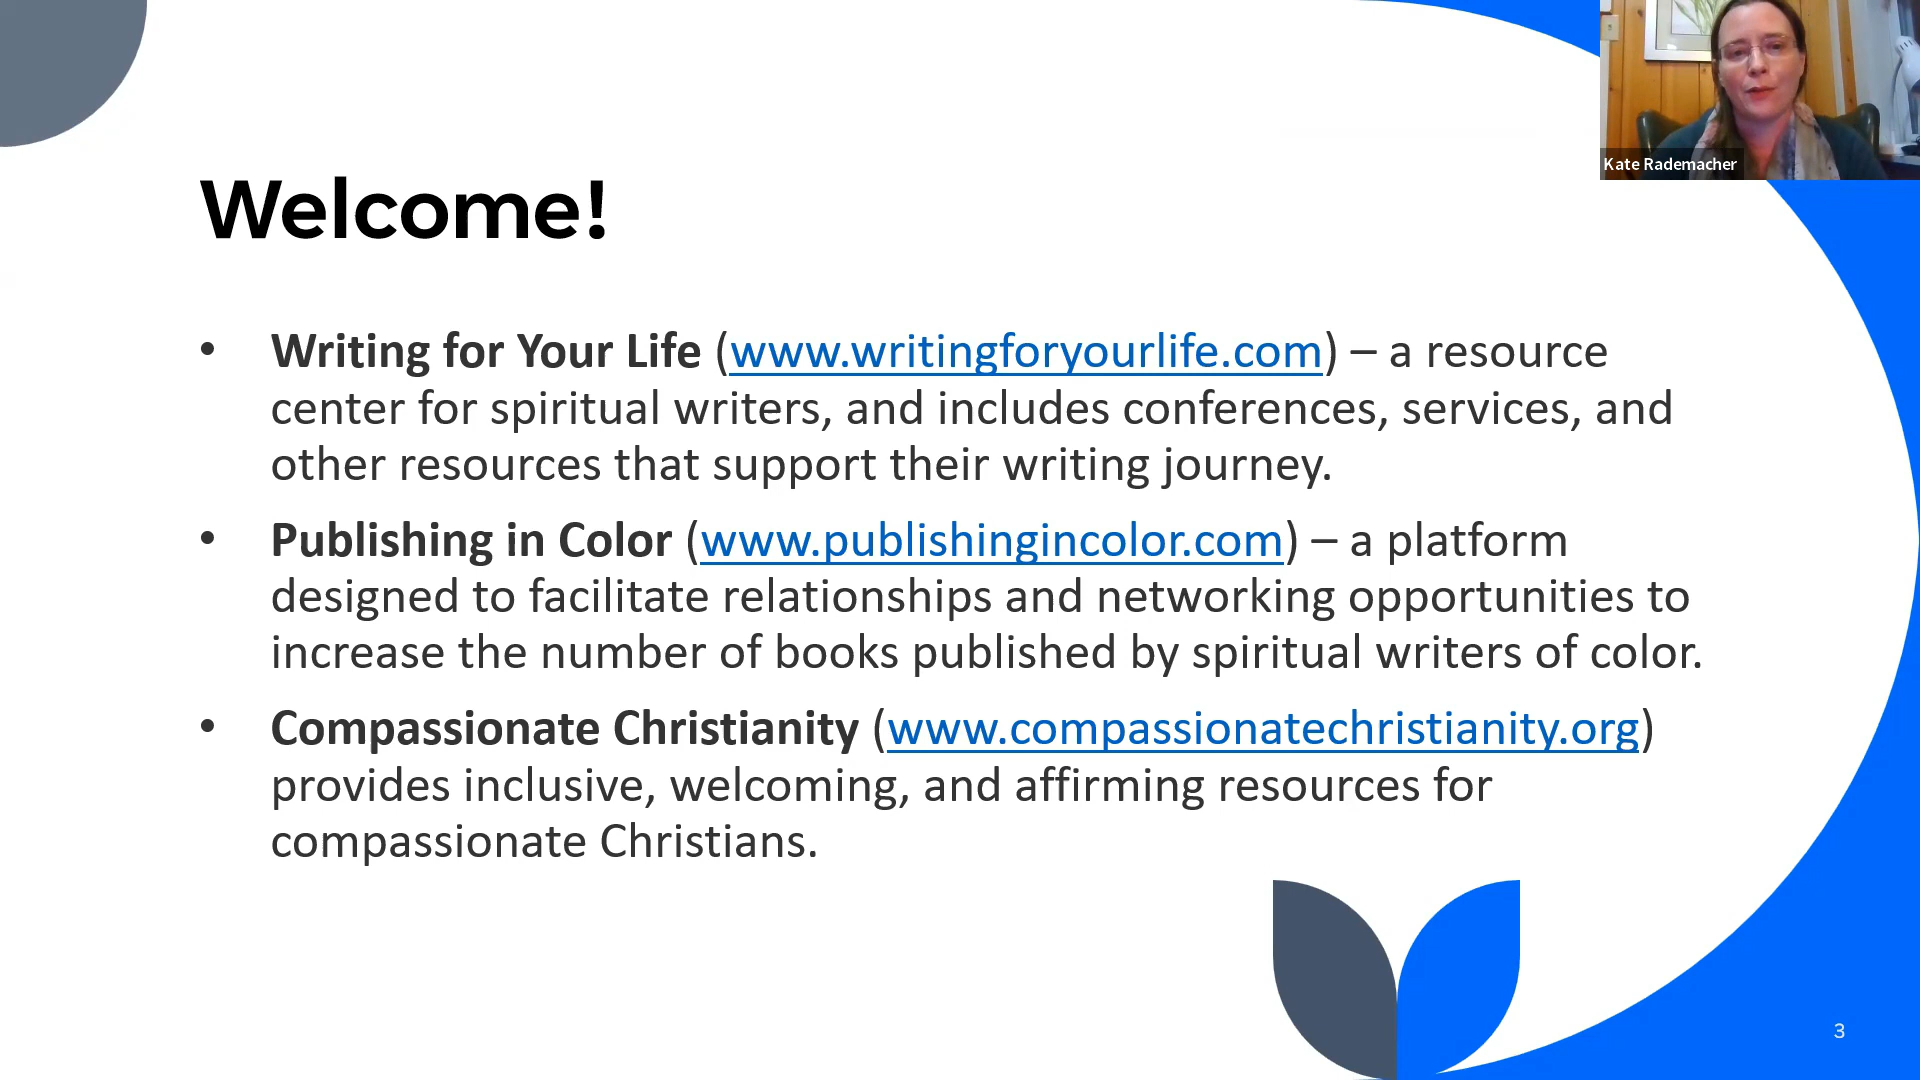 Kate Rademacher
Welcome!
• Writing for Your Life (www.writingforyourlife.com) – a resource
center for spiritual writers, and includes conferences, services, and
other resources that support their writing journey.
• Publishing in Color (www.publishingincolor.com) – a platform
designed to facilitate relationships and networking opportunities to
increase the number of books published by spiritual writers of color.
• Compassionate Christianity (www.compassionatechristianity.org)
provides inclusive, welcoming, and affirming resources for
compassionate Christians.
3